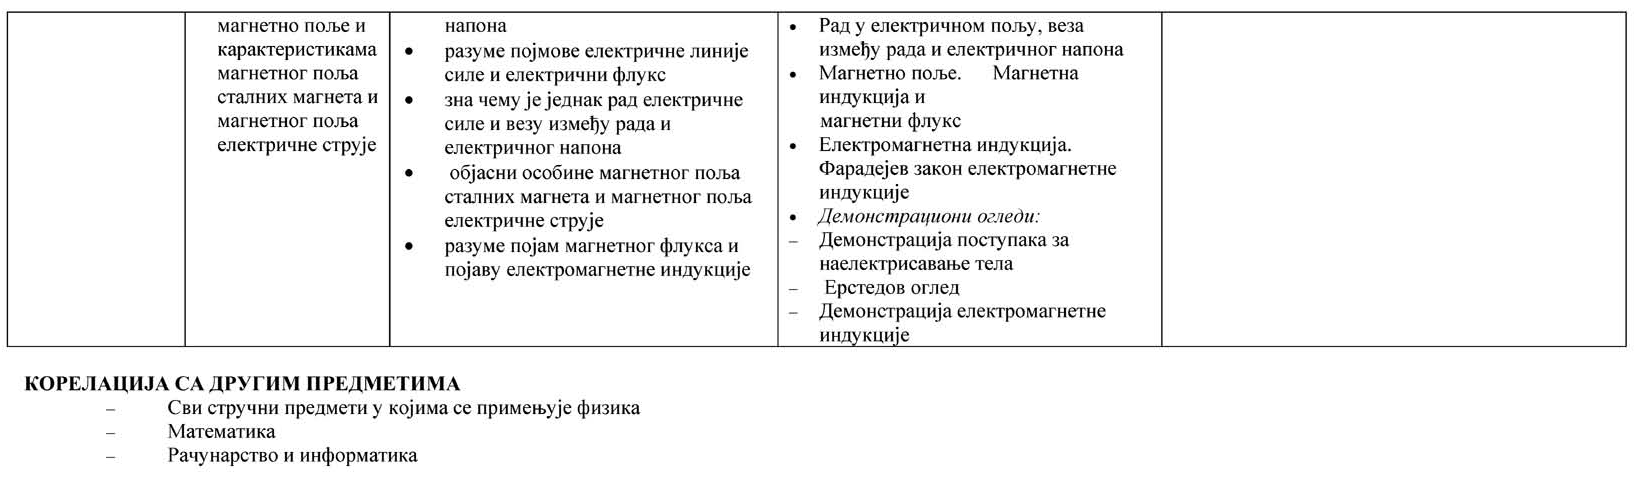 магнетно поље и
карактеристикама
магнетног поља
сталних магнета и
магнетног поља
електричне струје
напона
• разуме појмове електричне линије
силе и електрични флукс
• зна чему је једнак рад електричне
силе и везу између рада и
електричног напона
• објасни особине магнетног поља
сталних магнета и магнетног поља
електричне струје
• разуме појам магнетног флукса и
појаву електромагнетне индукције
• Рад у електричном пољу, веза
између рада и електричног напона
• Магнетно поље. Магнетна
индукција и
магнетни флукс
• Електромагнетна индукција.
Фарадејев закон електромагнетне
индукције
• Демонстрациони огледи:
– Демонстрација поступака за
наелектрисавање тела
– Ерстедов оглед
– Демонстрација електромагнетне
индукције
КОРЕЛАЦИЈА СА ДРУГИМ ПРЕДМЕТИМА
– Сви стручни предмети у којима се примењује физика
– Математика
– Рачунарство и информатика